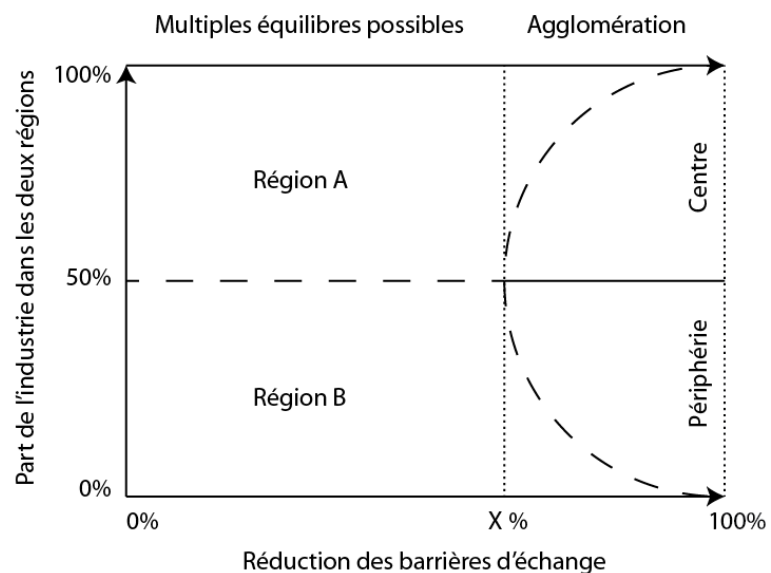 Multiples équilibres possibles
Agglomération
Part de l'industrie dans les deux régions
100%
50%
0%
Région A
Région B
Centre
Périphérie
0%
X %
100%
Réduction des barrières d'échange